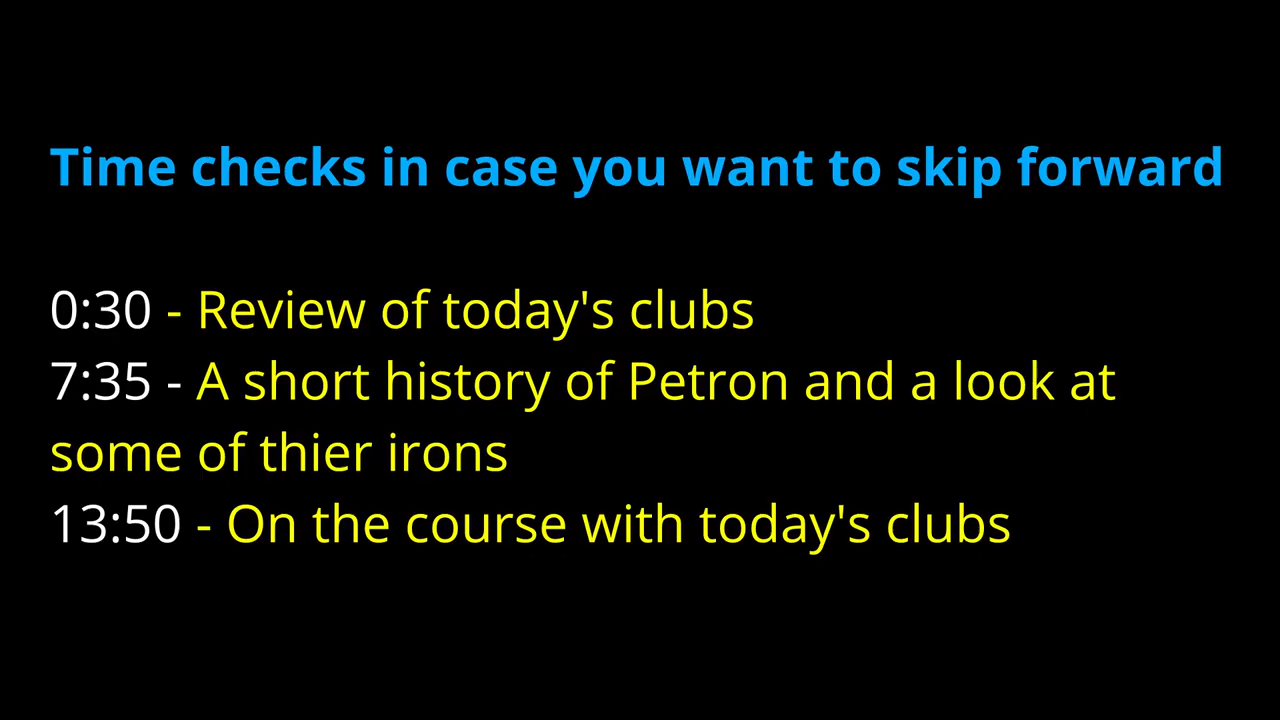 Time checks in case you want to skip forward
0:30 - Review of today's clubs
7:35 - A short history of Petron and a look at
some of thier irons
13:50 - On the course with today's clubs